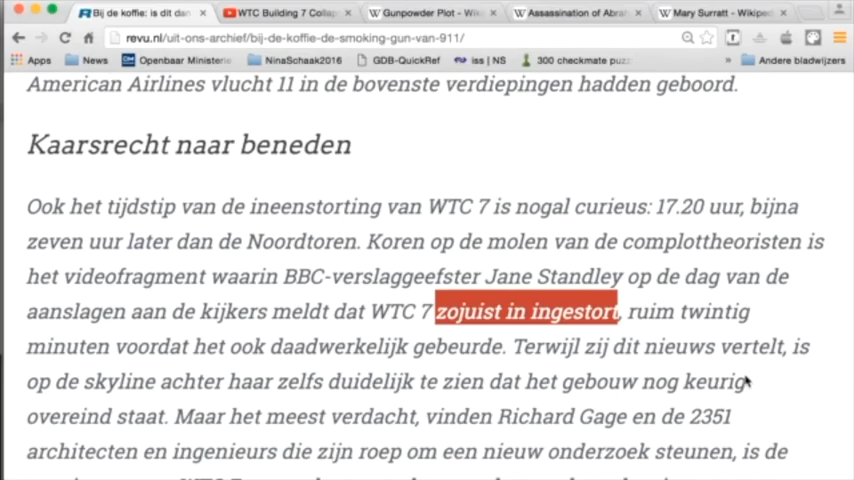 Bij de koffie: is dit dan
WTC Building 7 Collap
Gunpowder Plot - Wik
Assassination of Abra
Mary Surratt - Wikiped
revu.nl/uit-ons-archief/bij-de-koffie-de-smoking-gun-van-911/
Apps News Openbaar Ministerie NinaSchaak2016 GDB-QuickRef iss | NS 300 checkmate puzz » Andere bladwijzers
American Airlines vlucht 11 in de bovenste verdiepingen hadden geboord.
Kaarsrecht naar beneden
Ook het tijdstip van de ineenstorting van WTC 7 is nogal curieus: 17.20 uur, bijna
zeven uur later dan de Noordtoren. Koren op de molen van de complottheoristen is
het videofragment waarin BBC-verslaggeefster Jane Standley op de dag van de
aanslagen aan de kijkers meldt dat WTC 7 zojuist in ingestort, ruim twintig
minuten voordat het ook daadwerkelijk gebeurde. Terwijl zij dit nieuws vertelt, is
op de skyline achter haar zelfs duidelijk te zien dat het gebouw nog keurig
overeind staat. Maar het meest verdacht, vinden Richard Gage en de 2351
architecten en ingenieurs die zijn roep om een nieuw onderzoek steunen, is de